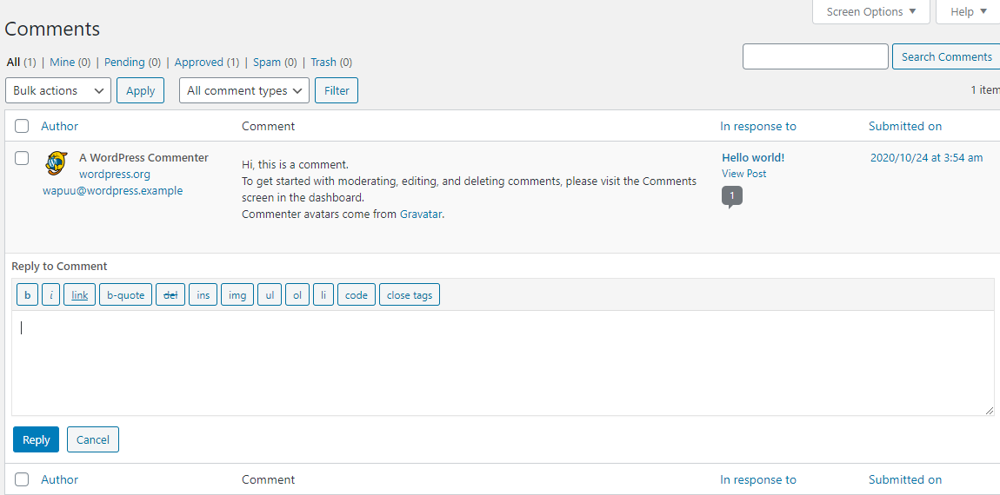 Screen Options ▼ Help ▼
Comments
All (1) | Mine (0) | Pending (0) | Approved (1) | Spam (0) | Trash (0)
Search Comments
Bulk actions Apply All comment types Filter
1 item
Author Comment In response to Submitted on
A WordPress Commenter
wordpress.org
wapuu@wordpress.example
Hi, this is a comment.
To get started with moderating, editing, and deleting comments, please visit the Comments
screen in the dashboard.
Commenter avatars come from Gravatar.
Hello world!
View Post
1
2020/10/24 at 3:54 am
Reply to Comment
b i link b-quote del ins img ul ol li code close tags
Reply Cancel
Author Comment In response to Submitted on